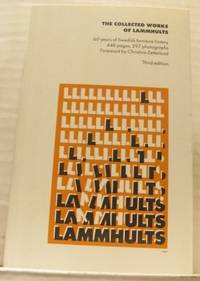 THE COLLECTED WORKS
OF LAMMHULTS
60 years of Swedish furniture history
448 pages, 297 photographs
Foreword by Christina Zetterlund
Third edition
LAMMHULTS
LAMMHULTS
LAMMHULTS